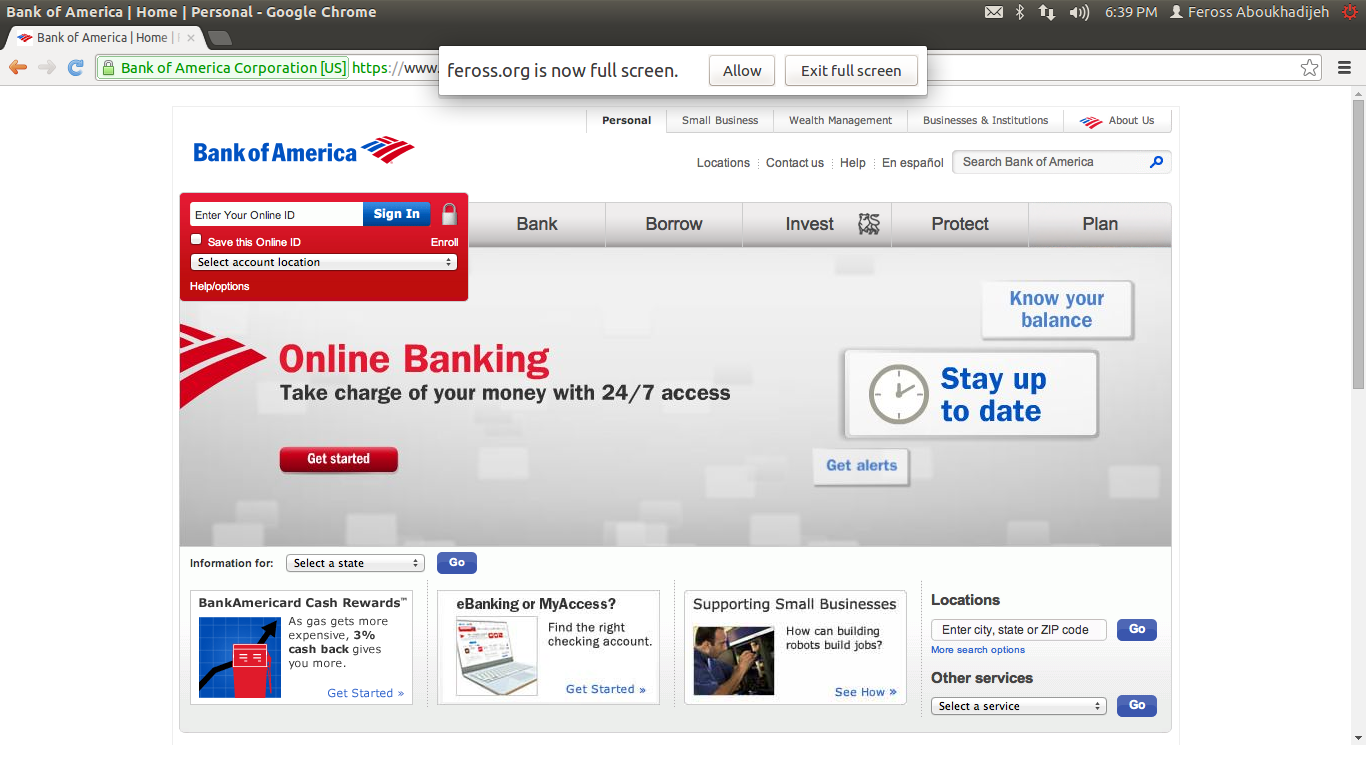 Bank of America | Home | Personal - Google Chrome
6:39 PM
Feross Aboukhadijeh
Bank of America | Home |
Bank of America Corporation [US]
https://www.
feross.org is now full screen.
Allow
Exit full screen
Personal
Small Business
Wealth Management
Businesses & Institutions
About Us
Bank of America
Locations
Contact us
Help
En español
Search Bank of America
Enter Your Online ID
Sign In
Save this Online ID
Enroll
Select account location
Help/options
Bank
Borrow
Invest
Protect
Plan
Know your
balance
Online Banking
Take charge of your money with 24/7 access
Stay up
to date
Get started
Get alerts
Information for:
Select a state
Go
BankAmericard Cash Rewards™
As gas gets more
expensive, 3%
cash back gives
you more.
Get Started »
eBanking or MyAccess?
Find the right
checking account.
Get Started »
Supporting Small Businesses
How can building
robots build jobs?
See How »
Locations
Enter city, state or ZIP code
Go
More search options
Other services
Select a service
Go